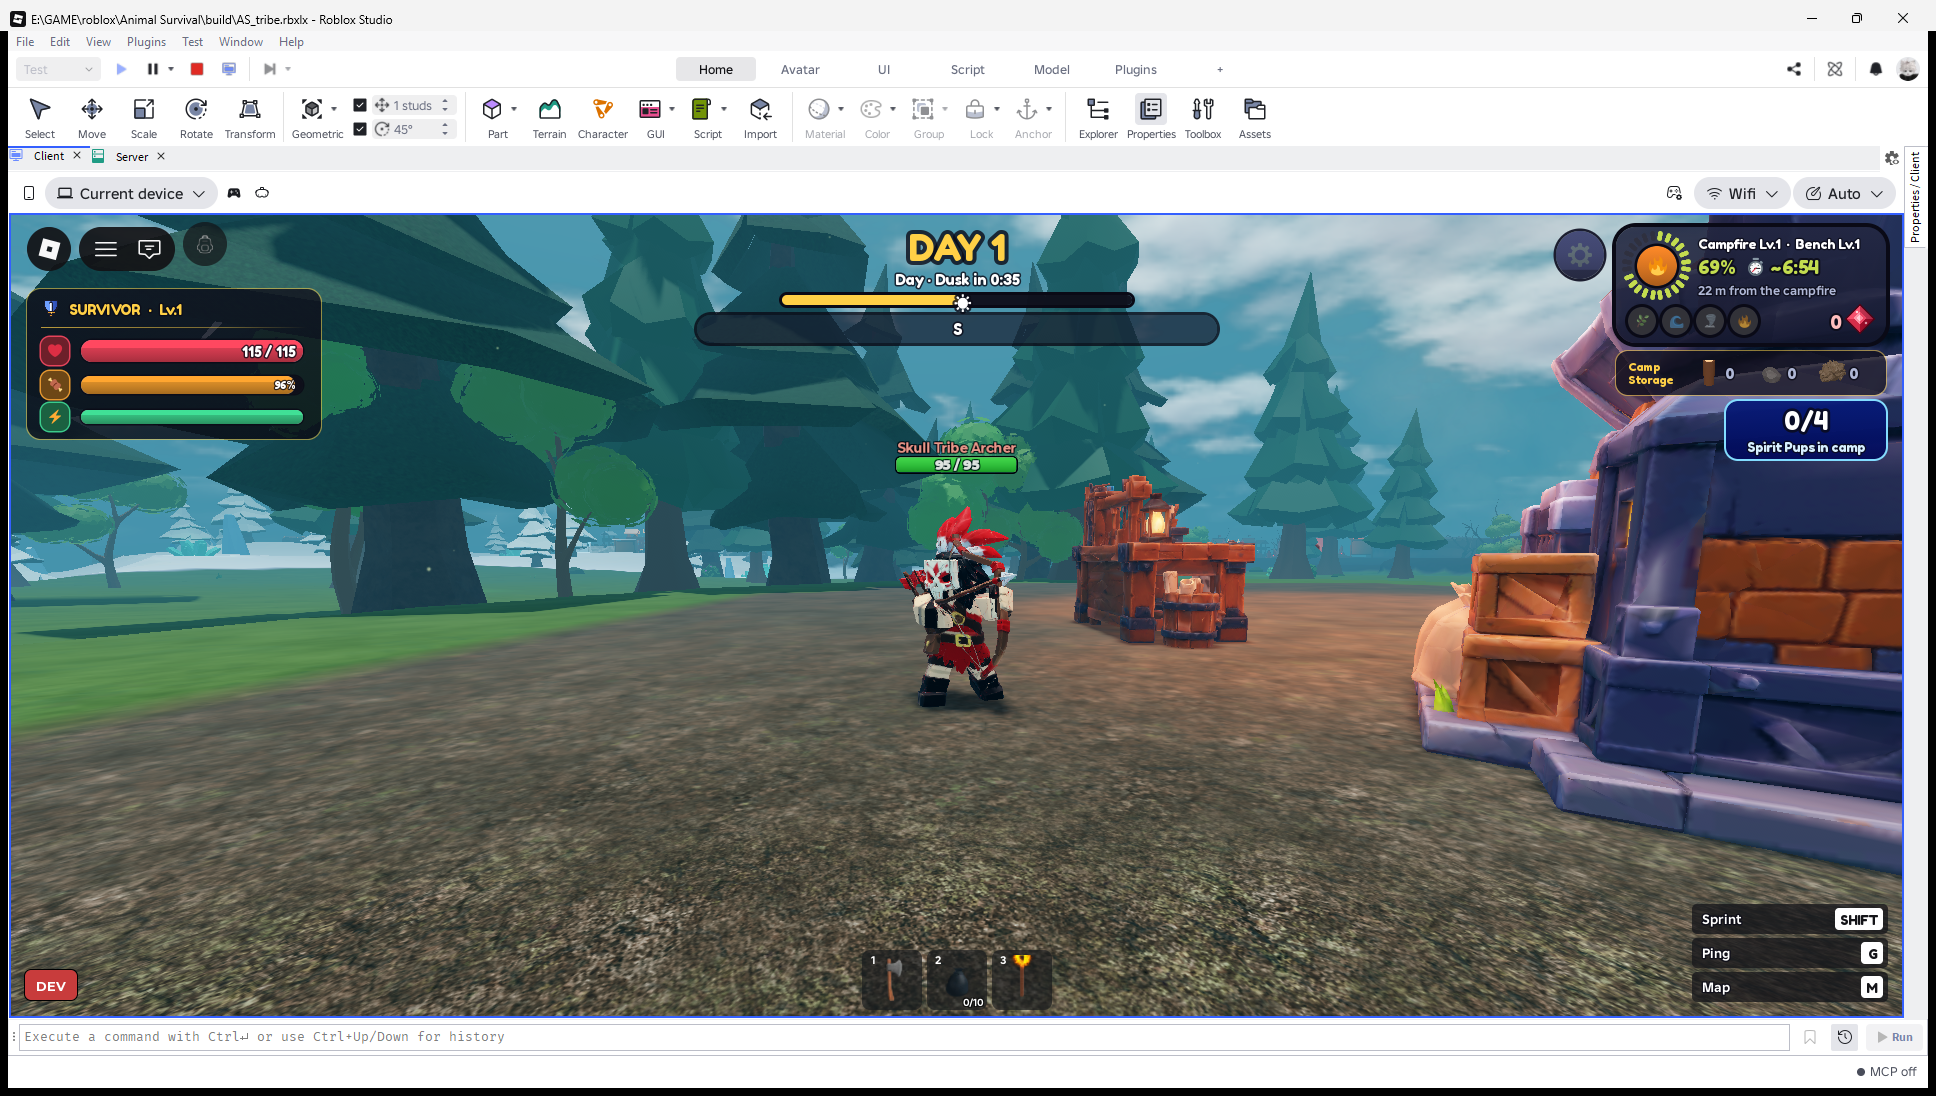 E:\GAME\roblox\Animal Survival\build\AS_tribe.rbxlx - Roblox Studio
File Edit View Plugins Test Window Help
Test
Home Avatar UI Script Model Plugins +
Select Move Scale Rotate Transform Geometric
1 studs
45°
Part Terrain Character GUI Script Import Material Color Group Lock Anchor Explorer Properties Toolbox Assets
Client Server
Properties / Client
Current device
Wifi Auto
DAY 1
Day · Dusk in 0:35
S
SURVIVOR · Lv.1
115 / 115
96%
Campfire Lv.1 · Bench Lv.1
69% ~6:54
22 m from the campfire
0
Camp Storage 0 0 0
0/4
Spirit Pups in camp
Skull Tribe Archer
95 / 95
Sprint SHIFT
Ping G
Map M
1 2 3
0/10
DEV
Execute a command with Ctrl↵ or use Ctrl+Up/Down for history
Run
MCP off